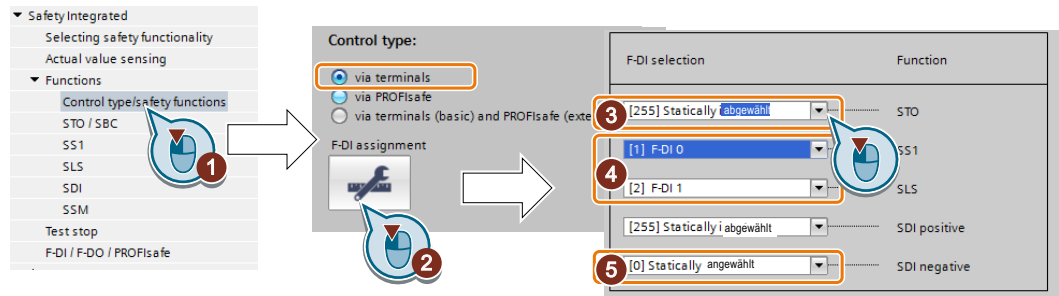 Safety Integrated
Selecting safety functionality
Actual value sensing
Functions
Control type/safety functions
STO / SBC
SS1
SLS
SDI
SSM
Test stop
F-DI / F-DO / PROFIsafe
1
Control type:
via terminals
via PROFIsafe
via terminals (basic) and PROFIsafe (exte
F-DI assignment
2
F-DI selection Function
3 [255] Statically i abgewählt STO
[1] F-DI 0 SS1
4
[2] F-DI 1 SLS
[255] Statically i abgewählt SDI positive
5 [0] Statically angewählt SDI negative